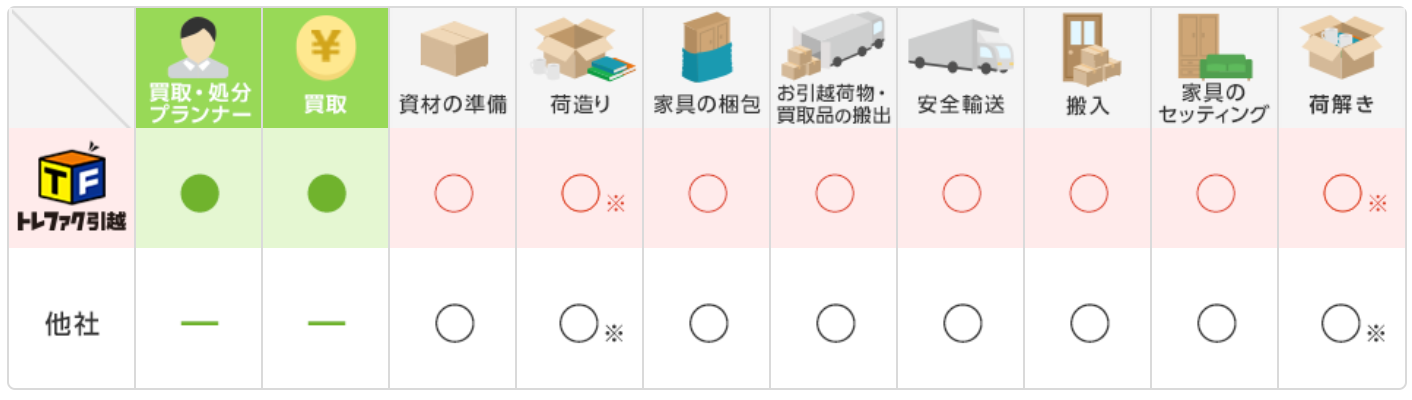 買取・処分
プランナー
¥
買取
資材の準備
荷造り
家具の梱包
お引越荷物・
買取品の搬出
安全輸送
搬入
家具の
セッティング
荷解き
TF
トレファク引越
● ● ○ ○※ ○ ○ ○ ○ ○ ○※
他社
— — ○ ○※ ○ ○ ○ ○ ○ ○※